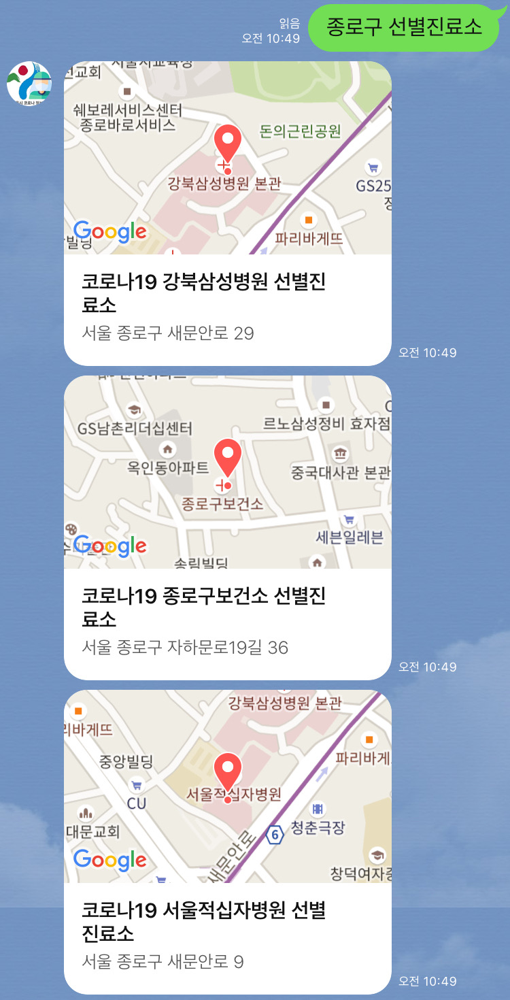 종로구 선별진료소
읽음
오전 10:49
쉐보레서비스센터
종로바로서비스
돈의근린공원
강북삼성병원 본관
GS25
파리바게뜨
Google
코로나19 강북삼성병원 선별진
료소
서울 종로구 새문안로 29
오전 10:49
GS남촌리더십센터
르노삼성정비 효자점
옥인동아파트
중국대사관 본관
종로구보건소
세븐일레븐
Google
송림빌딩
코로나19 종로구보건소 선별진
료소
서울 종로구 자하문로19길 36
오전 10:49
강북삼성병원 본관
리바게뜨
파리바게
중앙빌딩
CU
서울적십자병원
대문교회
6
청춘극장
Google
새문안로
창덕여자중
코로나19 서울적십자병원 선별
진료소
서울 종로구 새문안로 9
오전 10:49